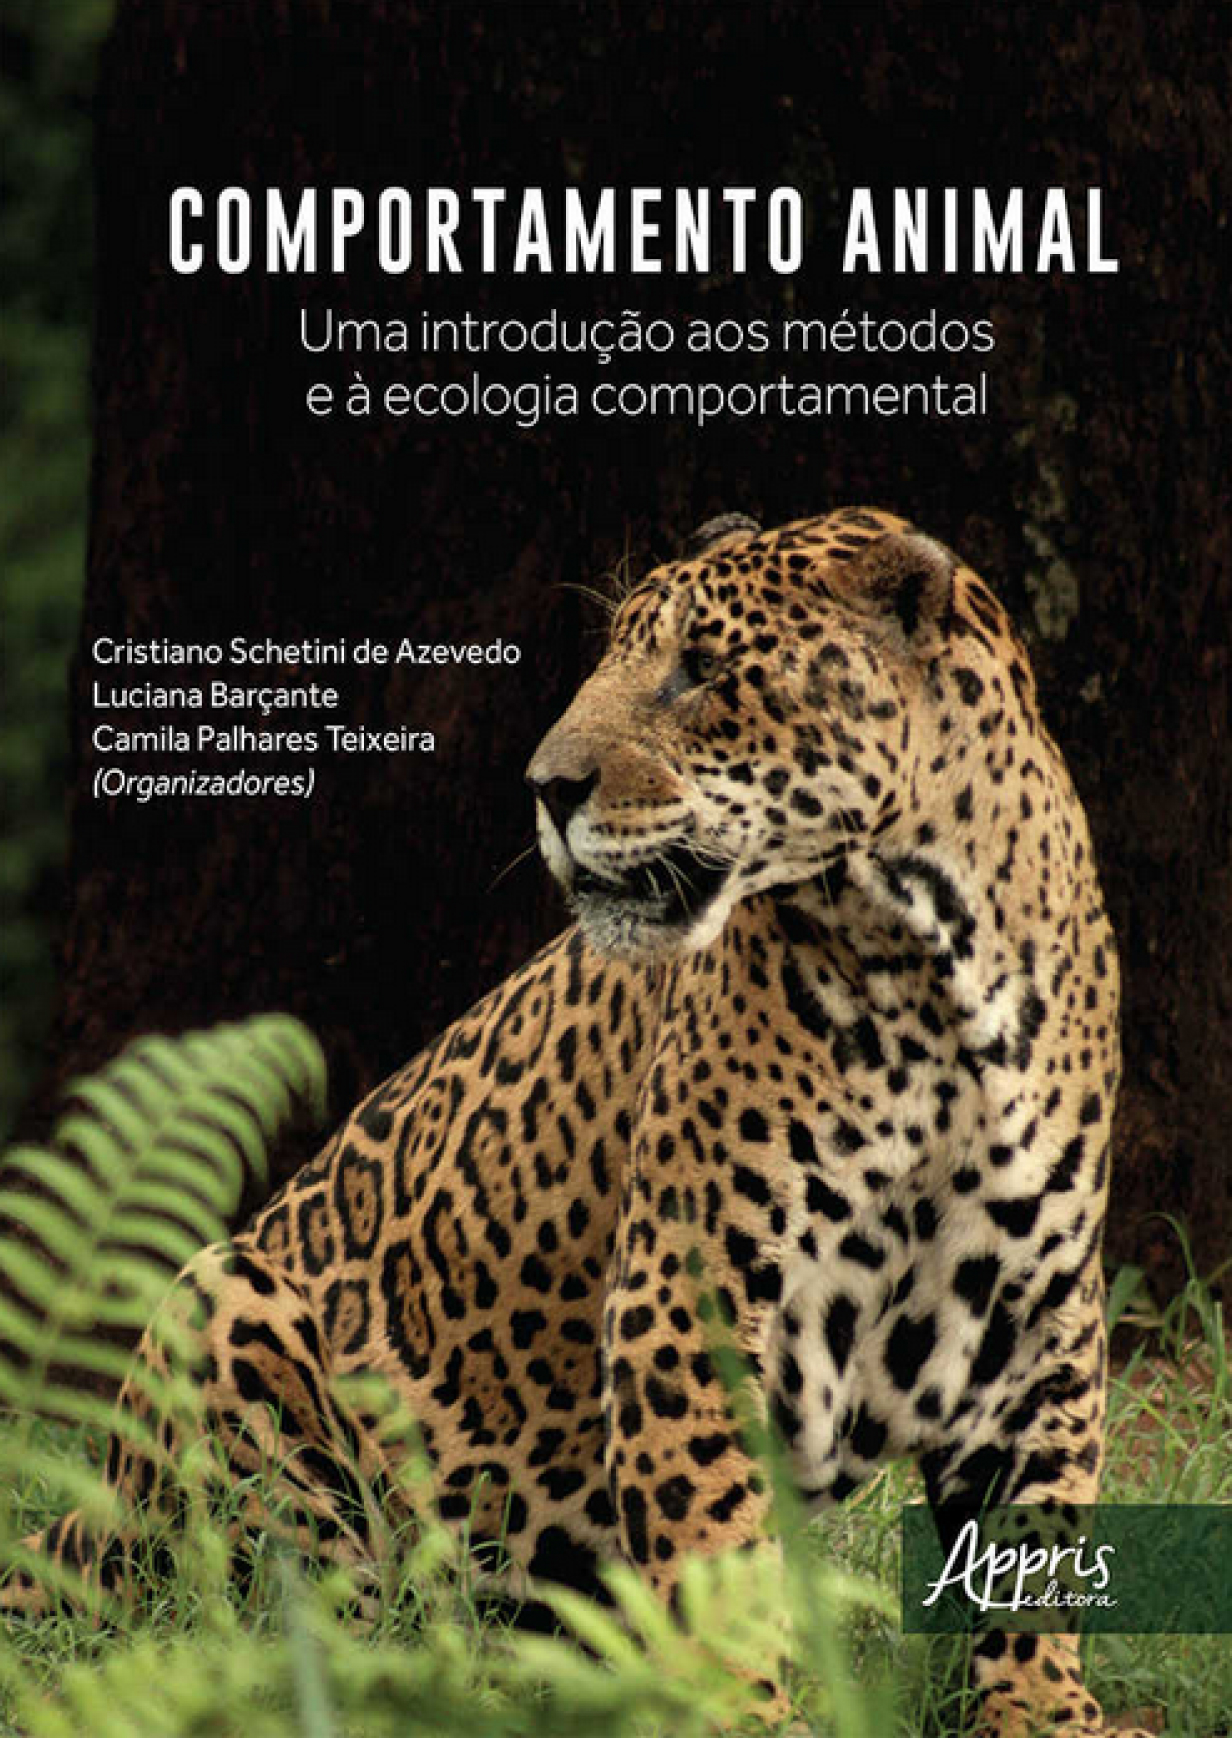 COMPORTAMENTO ANIMAL
Uma introdução aos métodos
e à ecologia comportamental
Cristiano Schetini de Azevedo
Luciana Barçante
Camila Palhares Teixeira
(Organizadores)
Appris
editora